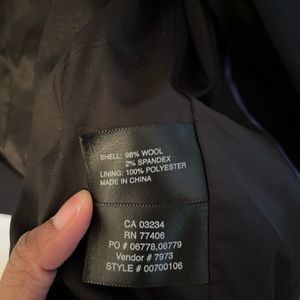 SHELL: 98% WOOL
2% SPANDEX
LINING: 100% POLYESTER
MADE IN CHINA
CA 03234
RN 77406
PO # 06778,06779
Vendor # 7973
STYLE # 00700106